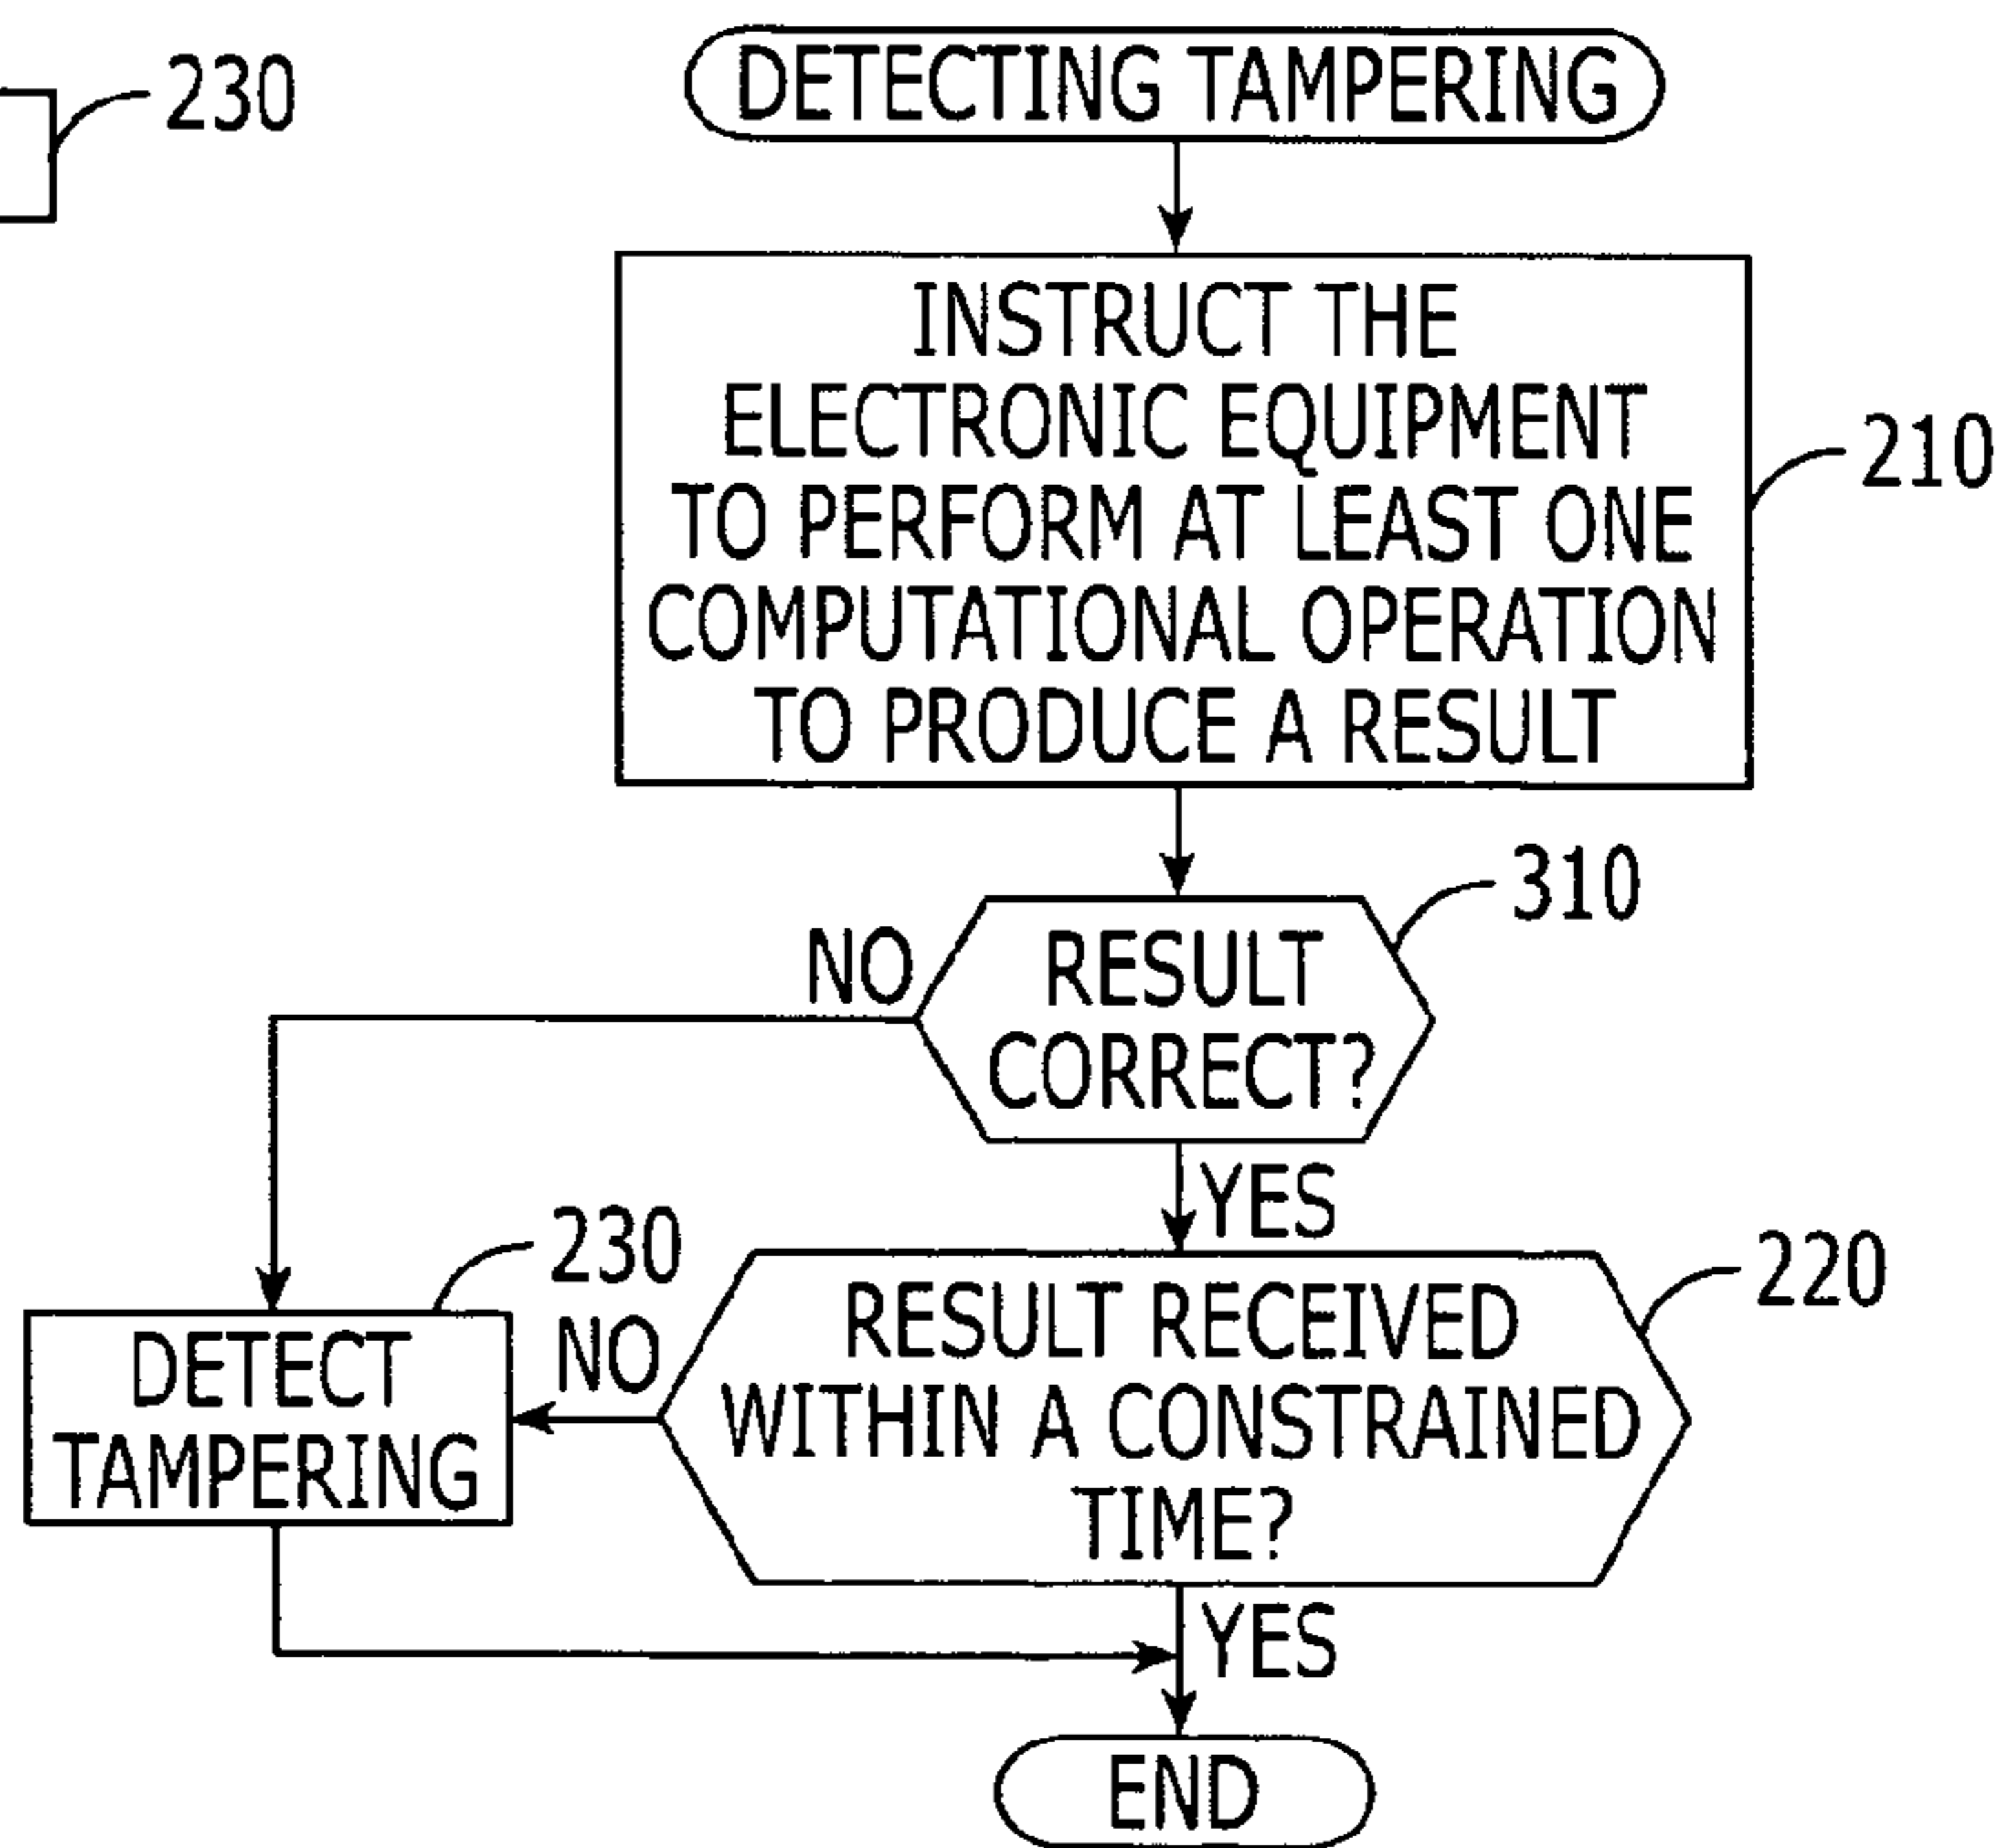 230
DETECTING TAMPERING
INSTRUCT THE
ELECTRONIC EQUIPMENT
TO PERFORM AT LEAST ONE
COMPUTATIONAL OPERATION
TO PRODUCE A RESULT
210
310
NO
RESULT
CORRECT?
YES
230
220
DETECT
TAMPERING
NO
RESULT RECEIVED
WITHIN A CONSTRAINED
TIME?
YES
END